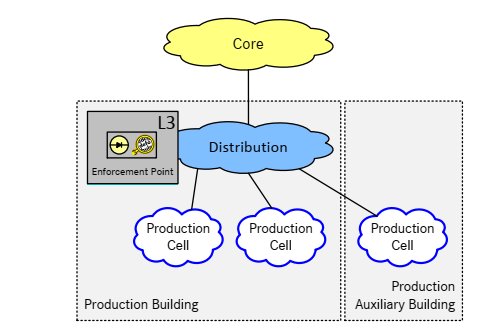 Core
L3
Enforcement Point
Distribution
Production
Cell
Production
Cell
Production
Cell
Production Building
Production
Auxiliary Building